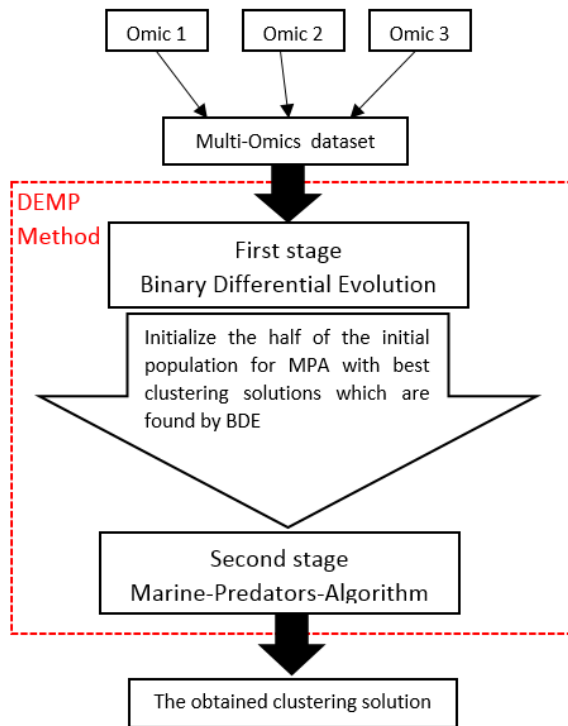 Omic 1
Omic 2
Omic 3
Multi-Omics dataset
DEMP
Method
First stage
Binary Differential Evolution
Initialize the half of the initial
population for MPA with best
clustering solutions which are
found by BDE
Second stage
Marine-Predators-Algorithm
The obtained clustering solution